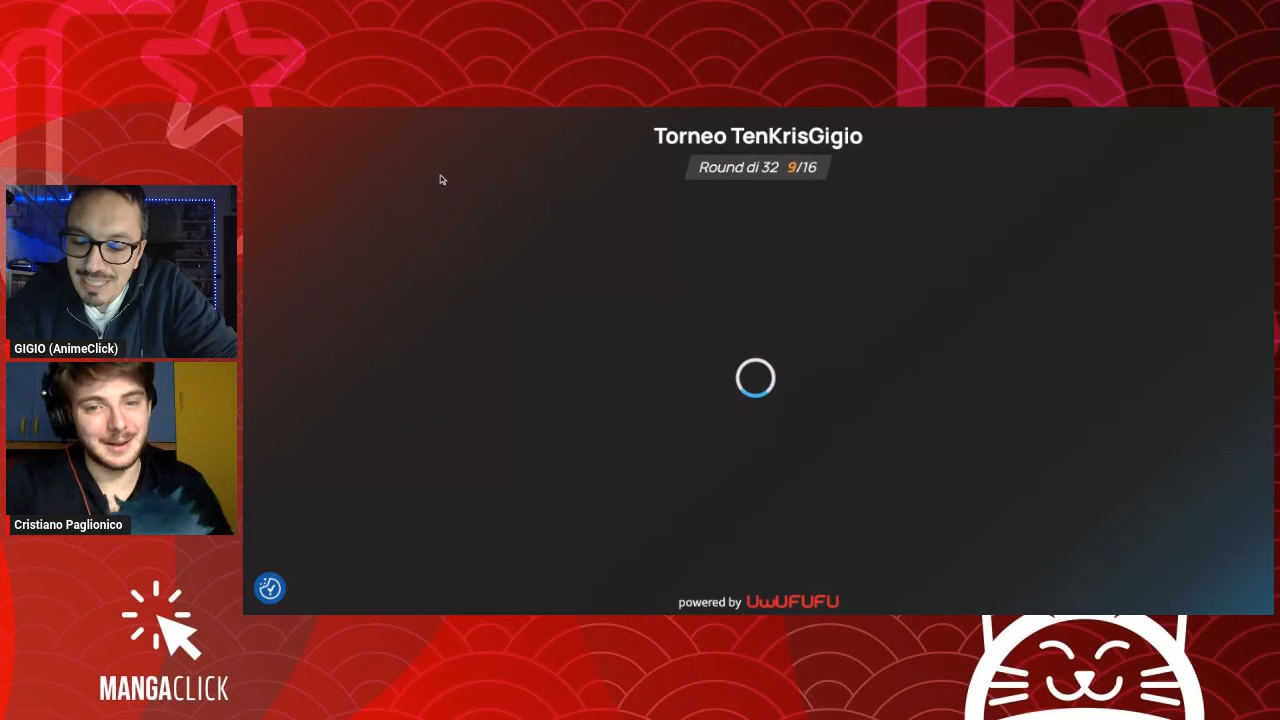 Torneo TenKrisGigio
Round di 32 9/16
GIGIO (AnimeClick)
Cristiano Paglionico
powered by UwUFUFU
MANGACLICK